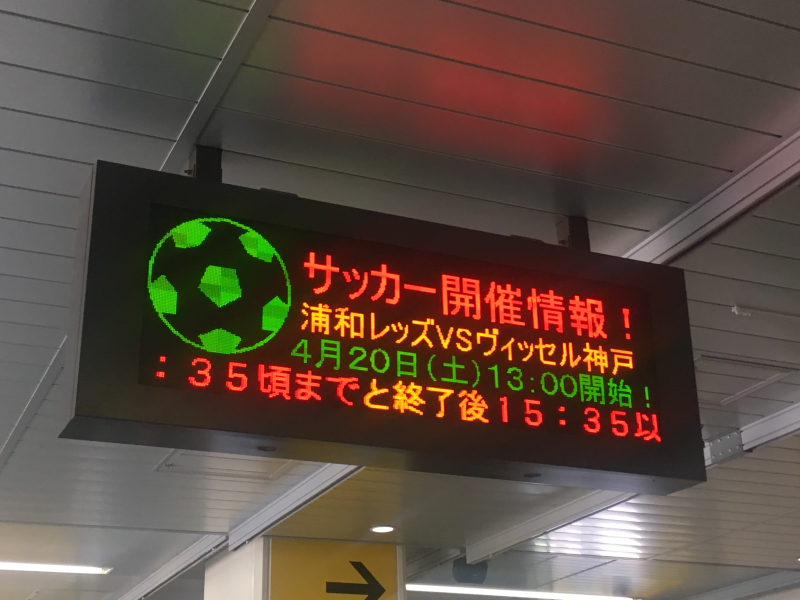 サッカー開催情報！
浦和レッズVSヴィッセル神戸
4月20日(土)13:00開始！
：３５頃までと終了後１５：３５以